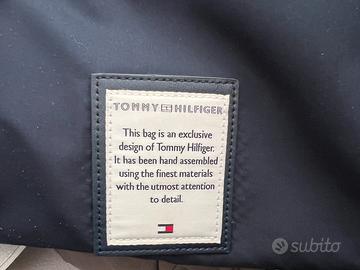 TOMMY HILFIGER
This bag is an exclusive
design of Tommy Hilfiger.
It has been hand assembled
using the finest materials
with the utmost attention
to detail.
subito